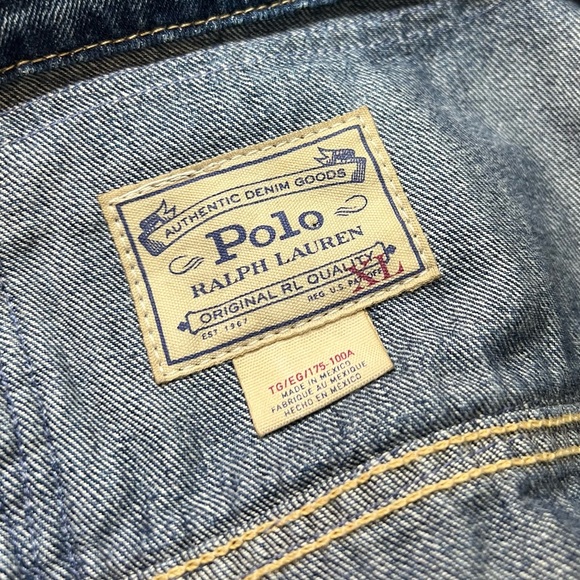 AUTHENTIC DENIM GOODS
Polo
RALPH LAUREN
ORIGINAL RL QUALITY
XL
EST 1967
REG U.S. PAT OFF
TG/EG/175-100A
MADE IN MEXICO
FABRIQUÉ AU MEXIQUE
HECHO EN MEXICO